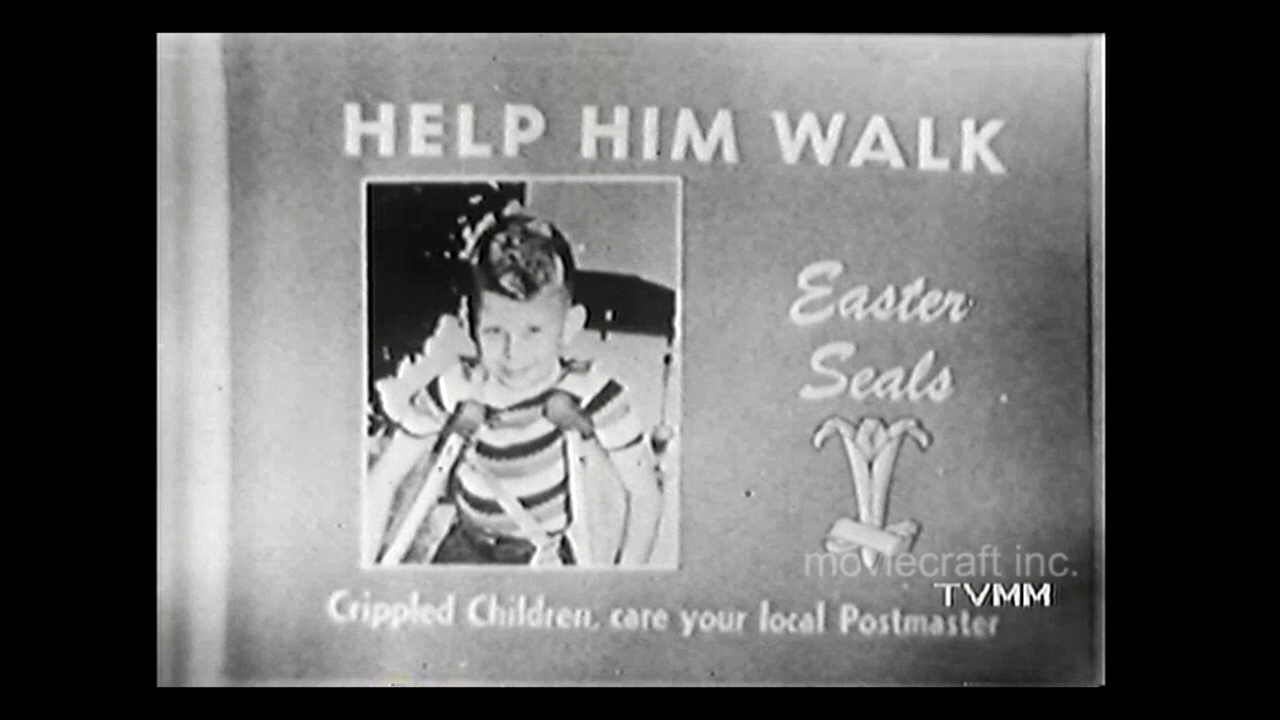 HELP HIM WALK
Easter
Seals
moviecraft inc.
TVMM
Crippled Children, care your local Postmaster